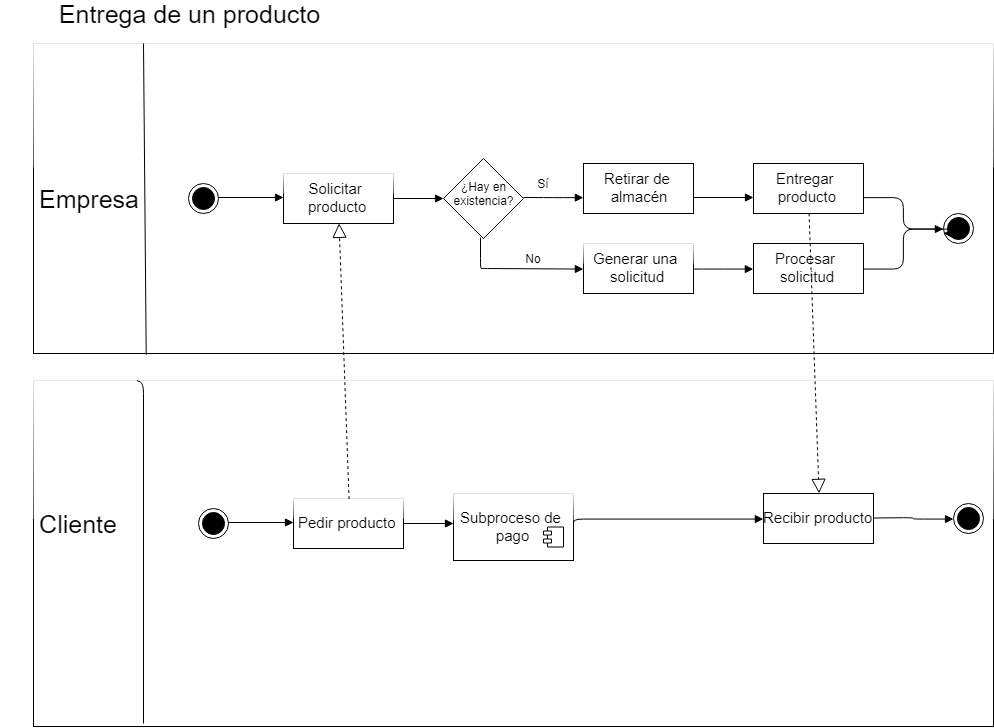 Entrega de un producto
Empresa
Solicitar
producto
¿Hay en
existencia?
Sí
No
Retirar de
almacén
Entregar
producto
Generar una
solicitud
Procesar
solicitud
Cliente
Pedir producto
Subproceso de
pago
Recibir producto